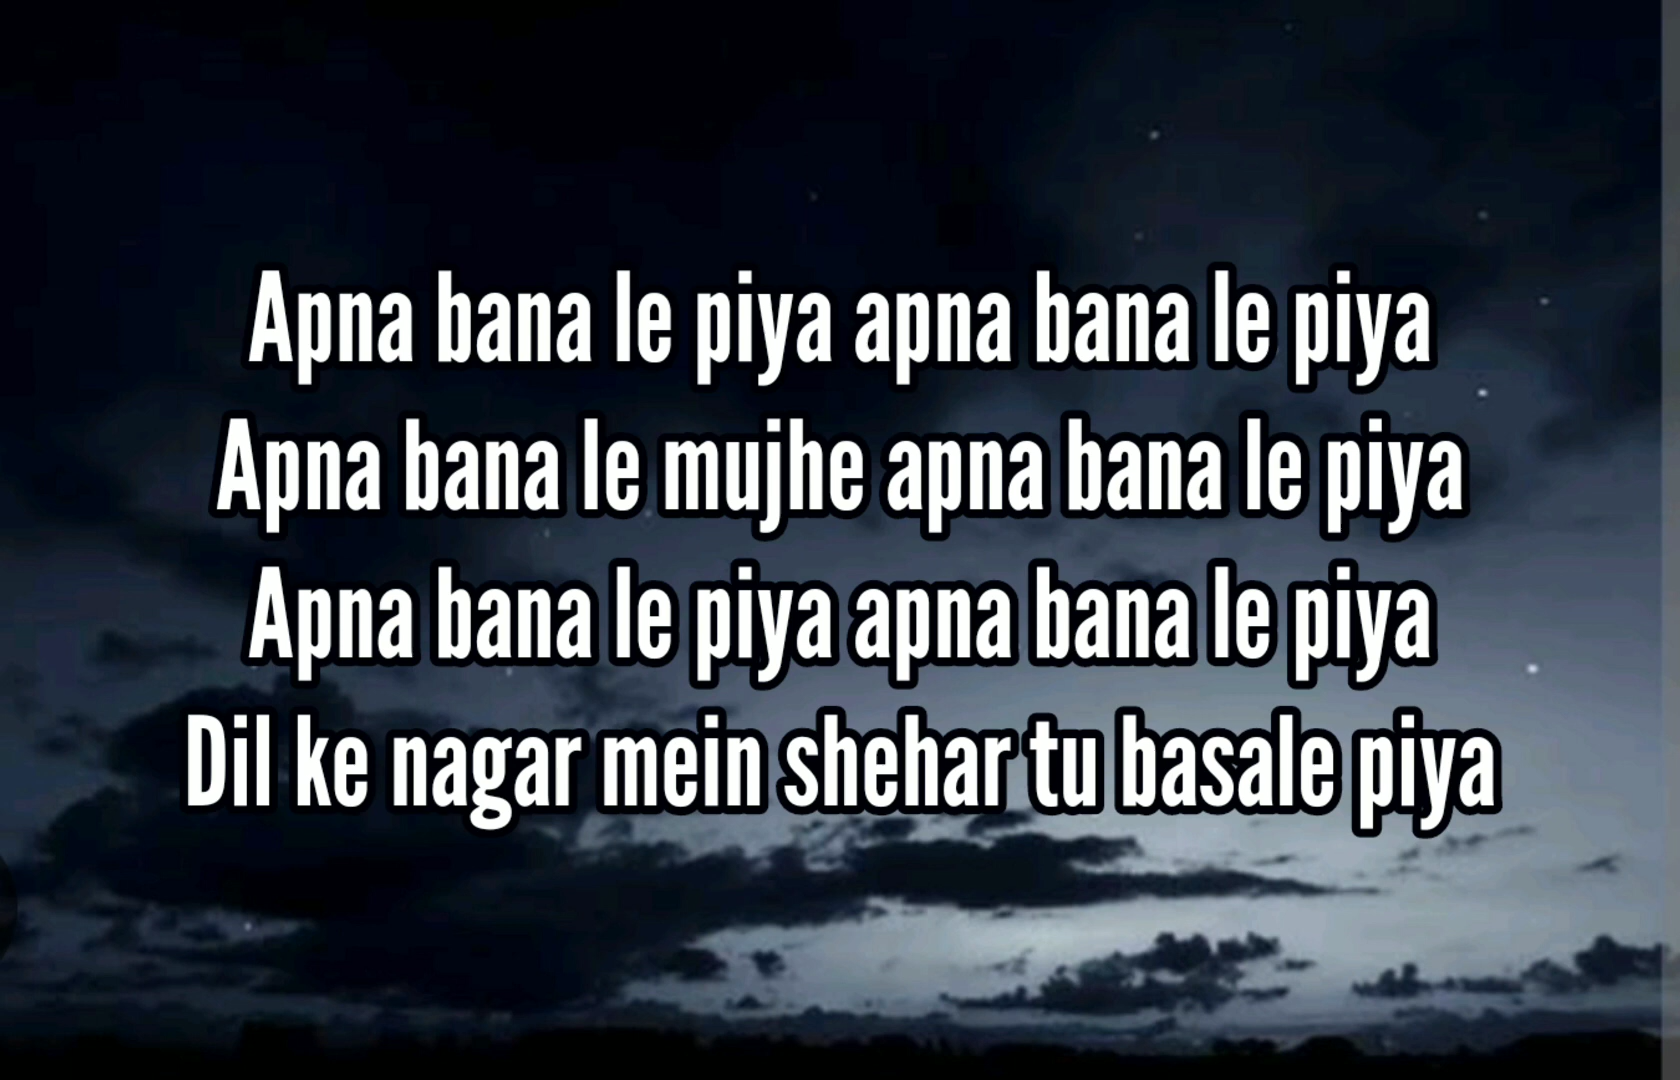 Apna bana le piya apna bana le piya
Apna bana le mujhe apna bana le piya
Apna bana le piya apna bana le piya
Dil ke nagar mein shehar tu basale piya